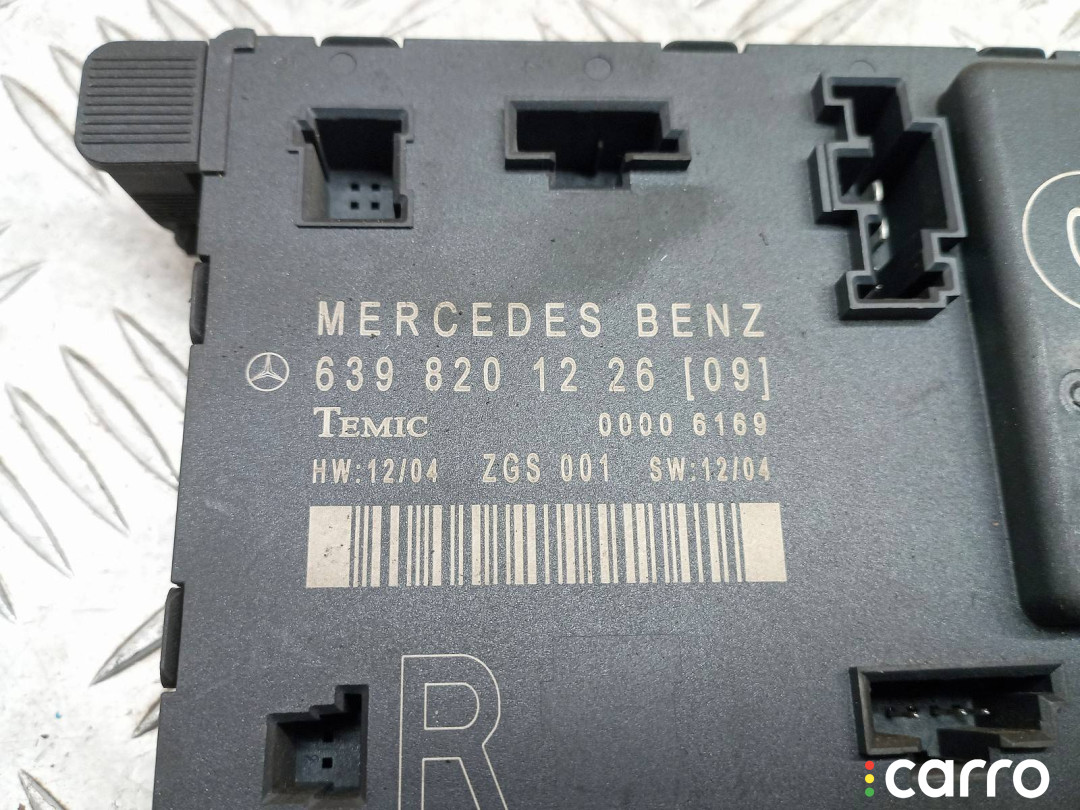 MERCEDES BENZ
639 820 12 26 [09]
TEMIC 0000 6169
HW:12/04 ZGS 001 SW:12/04
R
carro